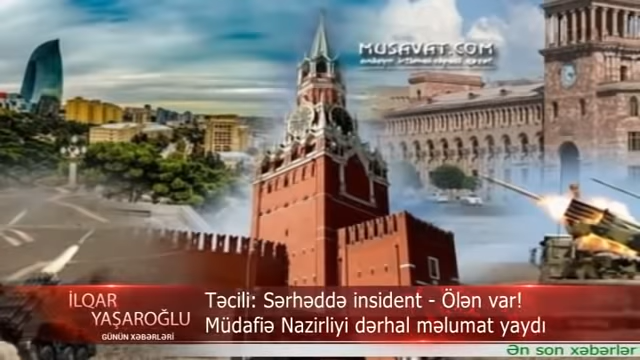 MUSAVAT.COM
İLQAR
YAŞAROĞLU
GÜNÜN XƏBƏRLƏRİ
Təcili: Sərhəddə insident - Ölən var!
Müdafiə Nazirliyi dərhal məlumat yaydı
Ən son xəbərlər